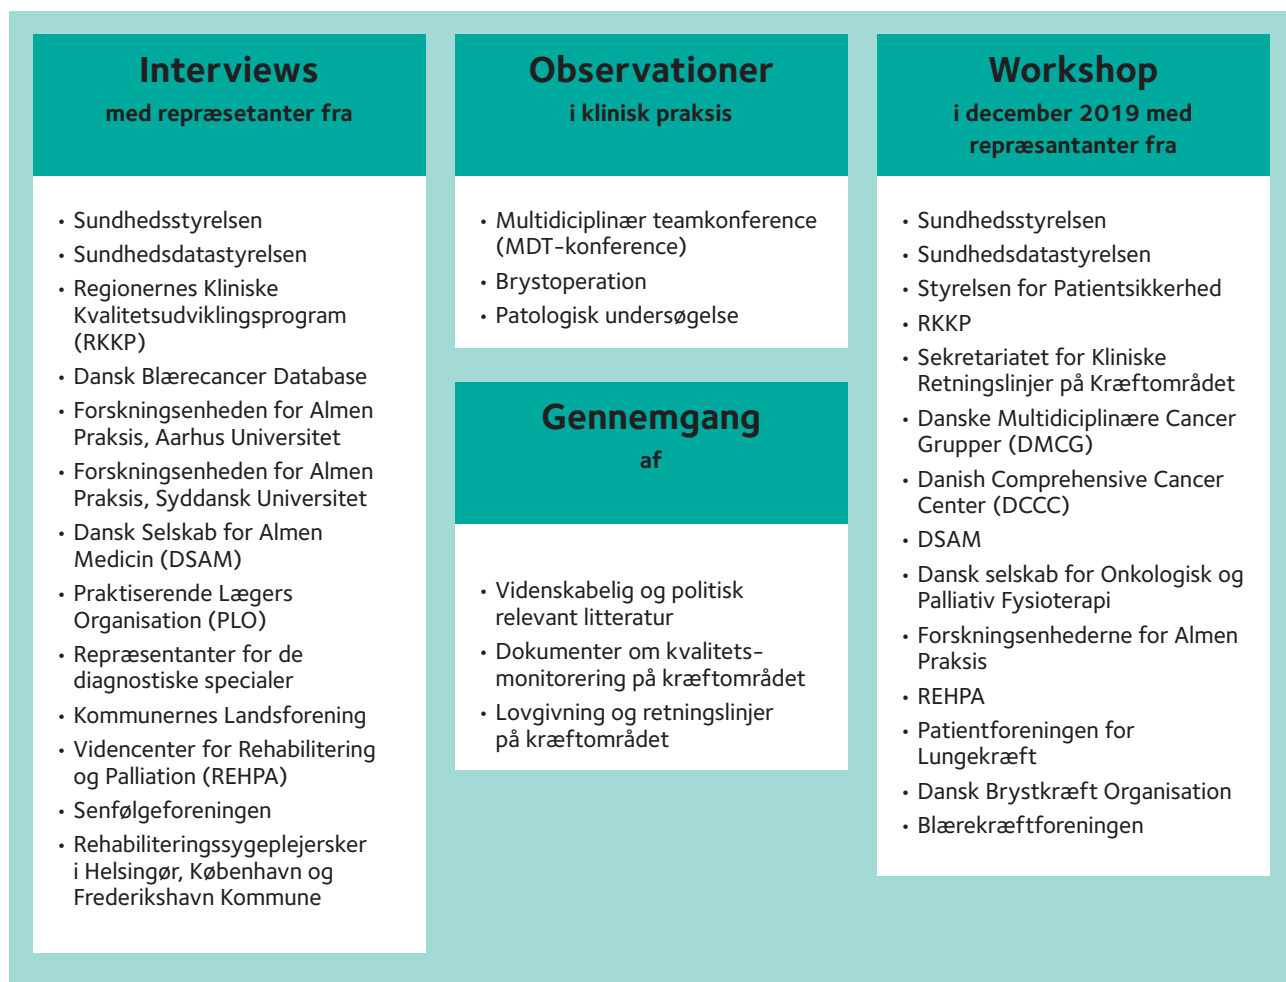 Interviews
med repræsetanter fra
• Sundhedsstyrelsen
• Sundhedsdatastyrelsen
• Regionernes Kliniske
Kvalitetsudviklingsprogram
(RKKP)
• Dansk Blærecancer Database
• Forskningsenheden for Almen
Praksis, Aarhus Universitet
• Forskningsenheden for Almen
Praksis, Syddansk Universitet
• Dansk Selskab for Almen
Medicin (DSAM)
• Praktiserende Lægers
Organisation (PLO)
• Repræsentanter for de
diagnostiske specialer
• Kommunernes Landsforening
• Videncenter for Rehabilitering
og Palliation (REHPA)
• Senfølgeforeningen
• Rehabiliteringssygeplejersker
i Helsingør, København og
Frederikshavn Kommune
Observationer
i klinisk praksis
• Multidiciplinær teamkonference
(MDT-konference)
• Brystoperation
• Patologisk undersøgelse
Gennemgang
af
• Videnskabelig og politisk
relevant litteratur
• Dokumenter om kvalitets-
monitorering på kræftområdet
• Lovgivning og retningslinjer
på kræftområdet
Workshop
i december 2019 med
repræsantanter fra
• Sundhedsstyrelsen
• Sundhedsdatastyrelsen
• Styrelsen for Patientsikkerhed
• RKKP
• Sekretariatet for Kliniske
Retningslinjer på Kræftområdet
• Danske Multidiciplinære Cancer
Grupper (DMCG)
• Danish Comprehensive Cancer
Center (DCCC)
• DSAM
• Dansk selskab for Onkologisk og
Palliativ Fysioterapi
• Forskningsenhederne for Almen
Praksis
• REHPA
• Patientforeningen for
Lungekræft
• Dansk Brystkræft Organisation
• Blærekræftforeningen